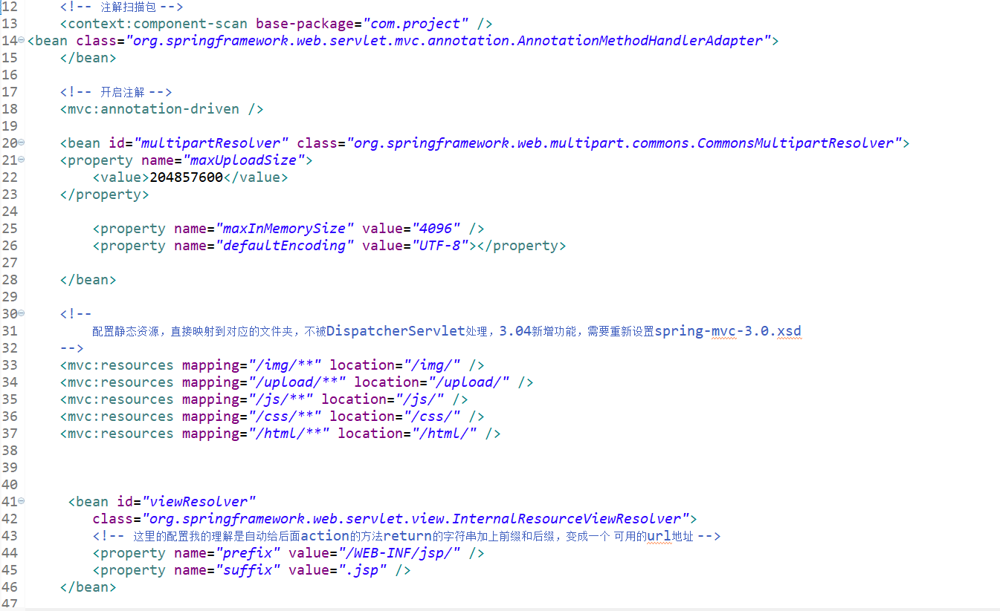 12 <!-- 注解扫描包 -->
13 <context:component-scan base-package="com.project" />
14 <bean class="org.springframework.web.servlet.mvc.annotation.AnnotationMethodHandlerAdapter">
15 </bean>
16
17 <!-- 开启注解 -->
18 <mvc:annotation-driven />
19
20 <bean id="multipartResolver" class="org.springframework.web.multipart.commons.CommonsMultipartResolver">
21 <property name="maxUploadSize">
22 <value>204857600</value>
23 </property>
24
25 <property name="maxInMemorySize" value="4096" />
26 <property name="defaultEncoding" value="UTF-8"></property>
27
28 </bean>
29
30 <!--
31 配置静态资源，直接映射到对应的文件夹，不被DispatcherServlet处理，3.04新增功能，需要重新设置spring-mvc-3.0.xsd
32 -->
33 <mvc:resources mapping="/img/**" location="/img/" />
34 <mvc:resources mapping="/upload/**" location="/upload/" />
35 <mvc:resources mapping="/js/**" location="/js/" />
36 <mvc:resources mapping="/css/**" location="/css/" />
37 <mvc:resources mapping="/html/**" location="/html/" />
38
39
40
41 <bean id="viewResolver"
42 class="org.springframework.web.servlet.view.InternalResourceViewResolver">
43 <!-- 这里的配置我的理解是自动给后面action的方法return的字符串加上前缀和后缀，变成一个 可用的url地址 -->
44 <property name="prefix" value="/WEB-INF/jsp/" />
45 <property name="suffix" value=".jsp" />
46 </bean>
47